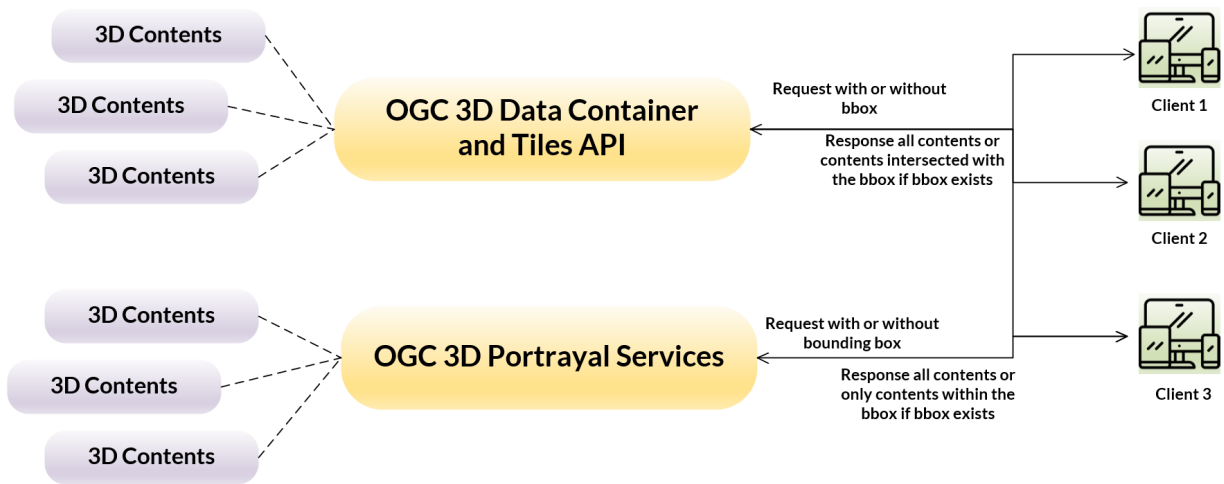 3D Contents
3D Contents
3D Contents
OGC 3D Data Container
and Tiles API
Request with or without
bbox
Response all contents or
contents intersected with
the bbox if bbox exists
Client 1
Client 2
3D Contents
3D Contents
3D Contents
OGC 3D Portrayal Services
Request with or without
bounding box
Response all contents or
only contents within the
bbox if bbox exists
Client 3